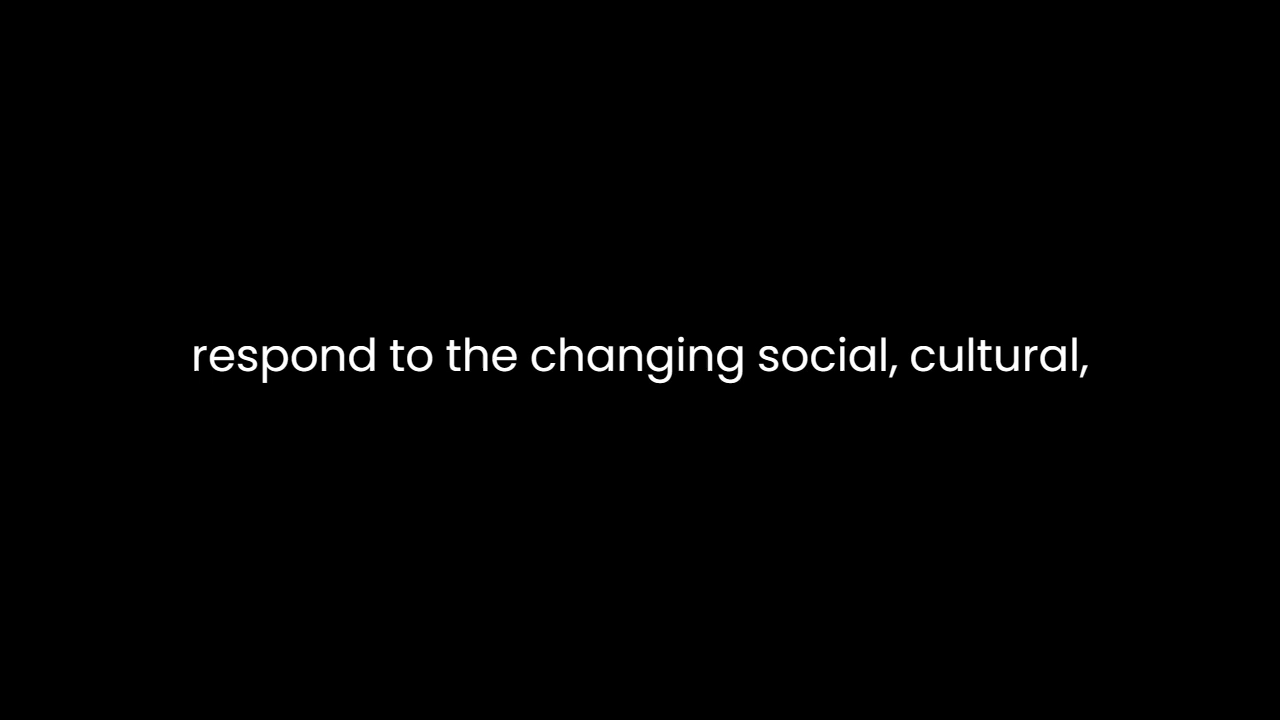 respond to the changing social, cultural,